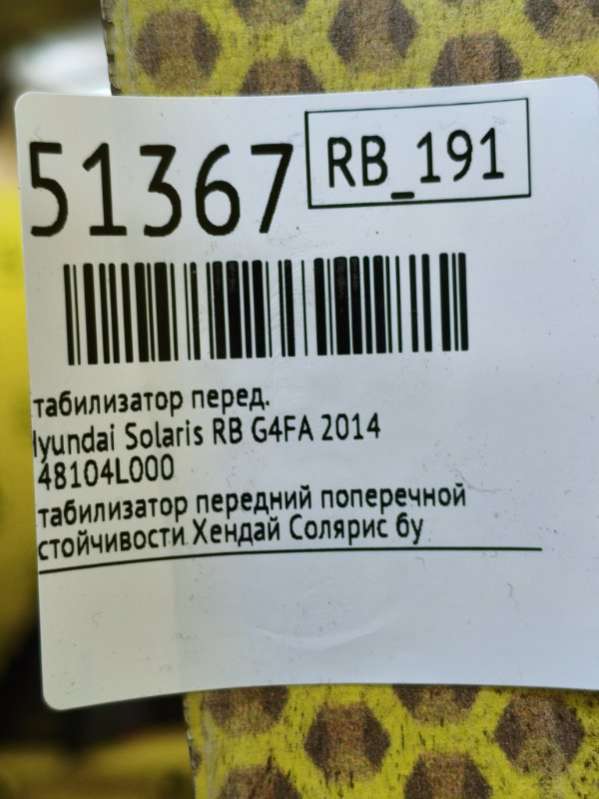 51367
RB_191
табилизатор перед.
lyundai Solaris RB G4FA 2014
48104L000
табилизатор передний поперечной
стойчивости Хендай Солярис бу